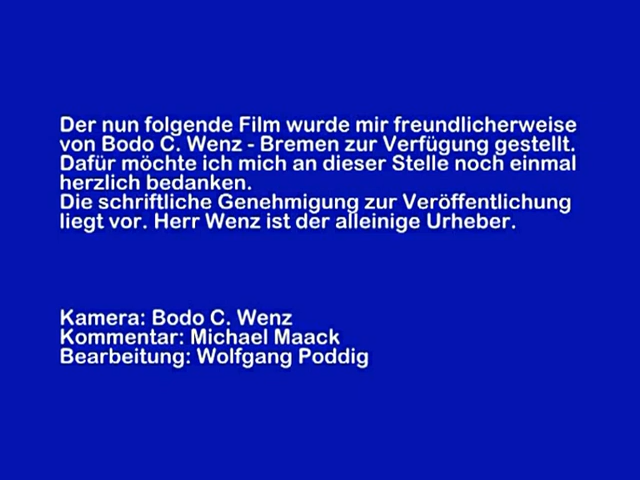 Der nun folgende Film wurde mir freundlicherweise
von Bodo C. Wenz - Bremen zur Verfügung gestellt.
Dafür möchte ich mich an dieser Stelle noch einmal
herzlich bedanken.
Die schriftliche Genehmigung zur Veröffentlichung
liegt vor. Herr Wenz ist der alleinige Urheber.
Kamera: Bodo C. Wenz
Kommentar: Michael Maack
Bearbeitung: Wolfgang Poddig